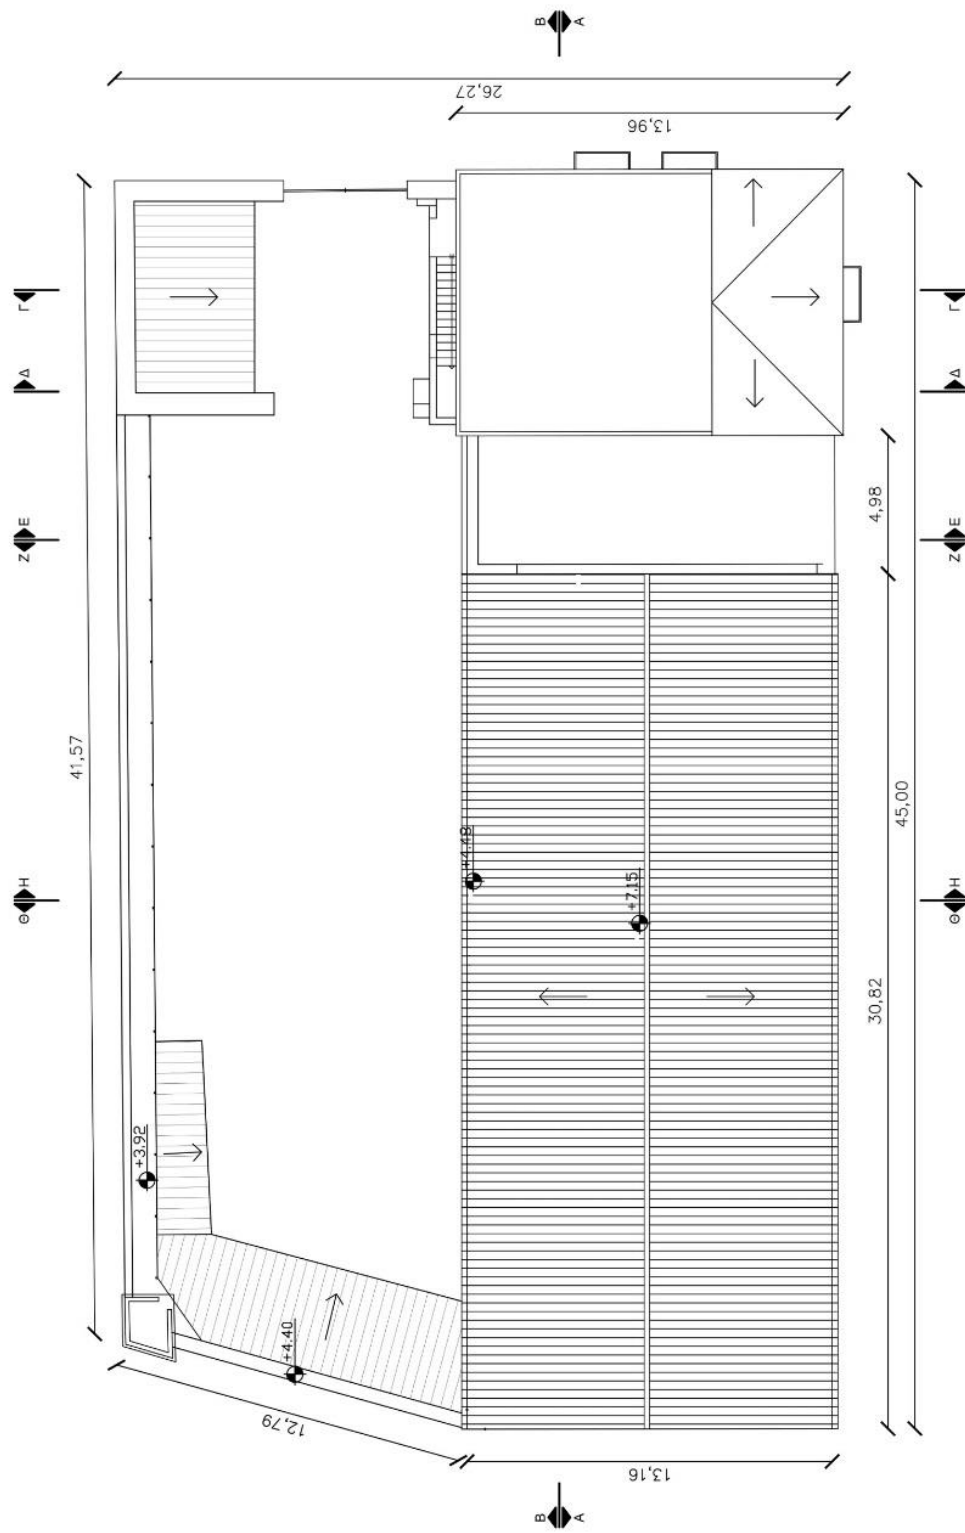 B
A
26,27
13,96
Γ
Γ
Δ
Δ
Ζ Ε
Ζ Ε
4,98
41,57
45,00
+4.48
+7.15
Θ Η
Θ Η
30,82
+3.92
+4.40
12,79
13,16
B
A